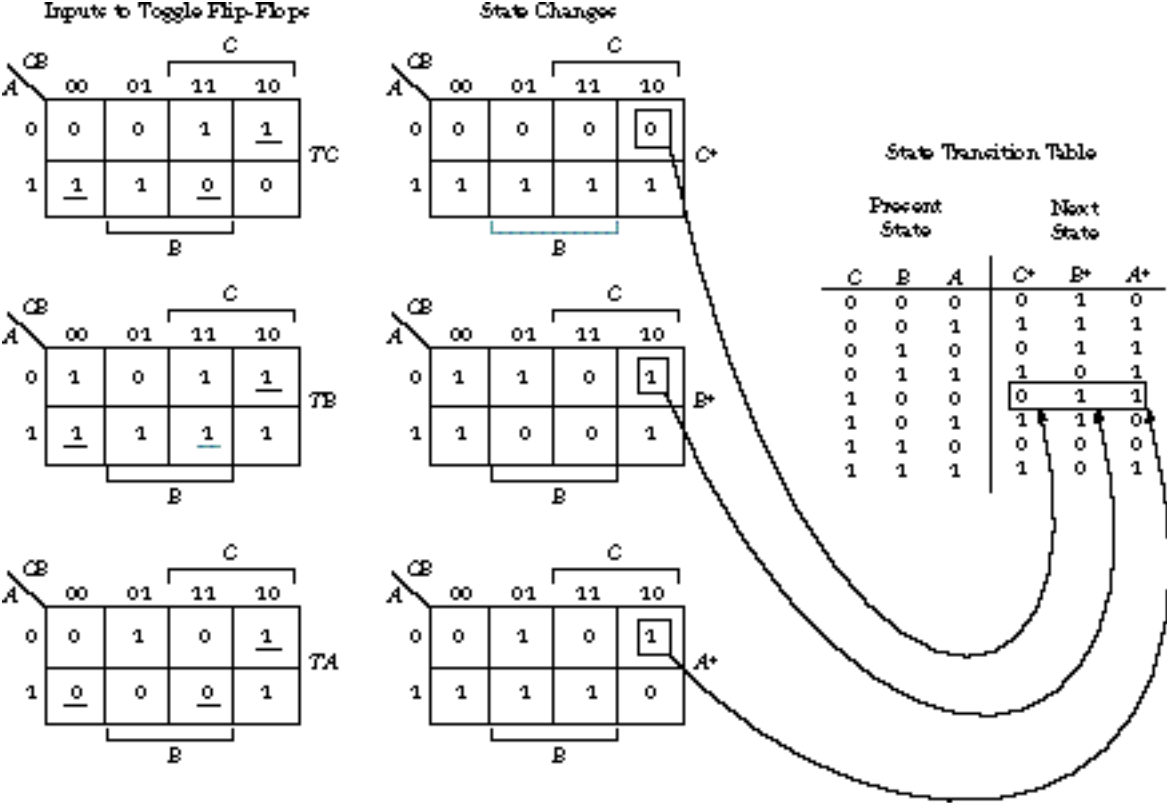 Inputs to Toggle Flip-Flops
C
CB
A 00 01 11 10
0 0 0 1 1
TC
1 1 1 0 0
B
C
CB
A 00 01 11 10
0 1 0 1 1
TB
1 1 1 1 1
B
C
CB
A 00 01 11 10
0 0 1 0 1
TA
1 0 0 0 1
B
State Changes
C
CB
A 00 01 11 10
0 0 0 0 0
C+
1 1 1 1 1
B
C
CB
A 00 01 11 10
0 1 1 0 1
B+
1 1 0 0 1
B
C
CB
A 00 01 11 10
0 0 1 0 1
A+
1 1 1 1 0
B
State Transition Table
Present Next
State State
C B A C+ B+ A+
0 0 0 0 1 0
0 0 1 1 1 1
0 1 0 0 1 1
0 1 1 1 0 1
1 0 0 0 1 1
1 0 1 1 1 0
1 1 0 0 0 0
1 1 1 1 0 1